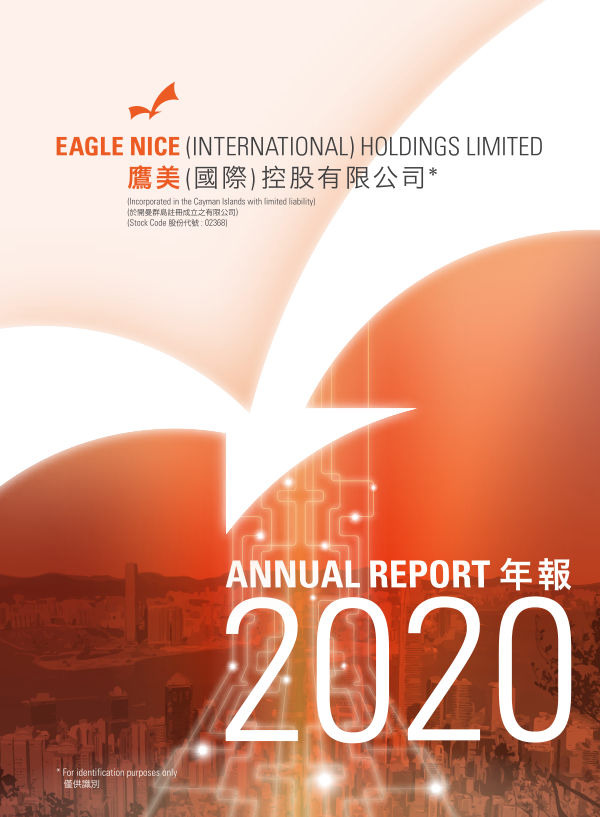 EAGLE NICE (INTERNATIONAL) HOLDINGS LIMITED
鷹美(國際)控股有限公司*
(Incorporated in the Cayman Islands with limited liability)
(於開曼群島註冊成立之有限公司)
(Stock Code 股份代號 : 02368)
ANNUAL REPORT 年報
2020
* For identification purposes only
僅供識別